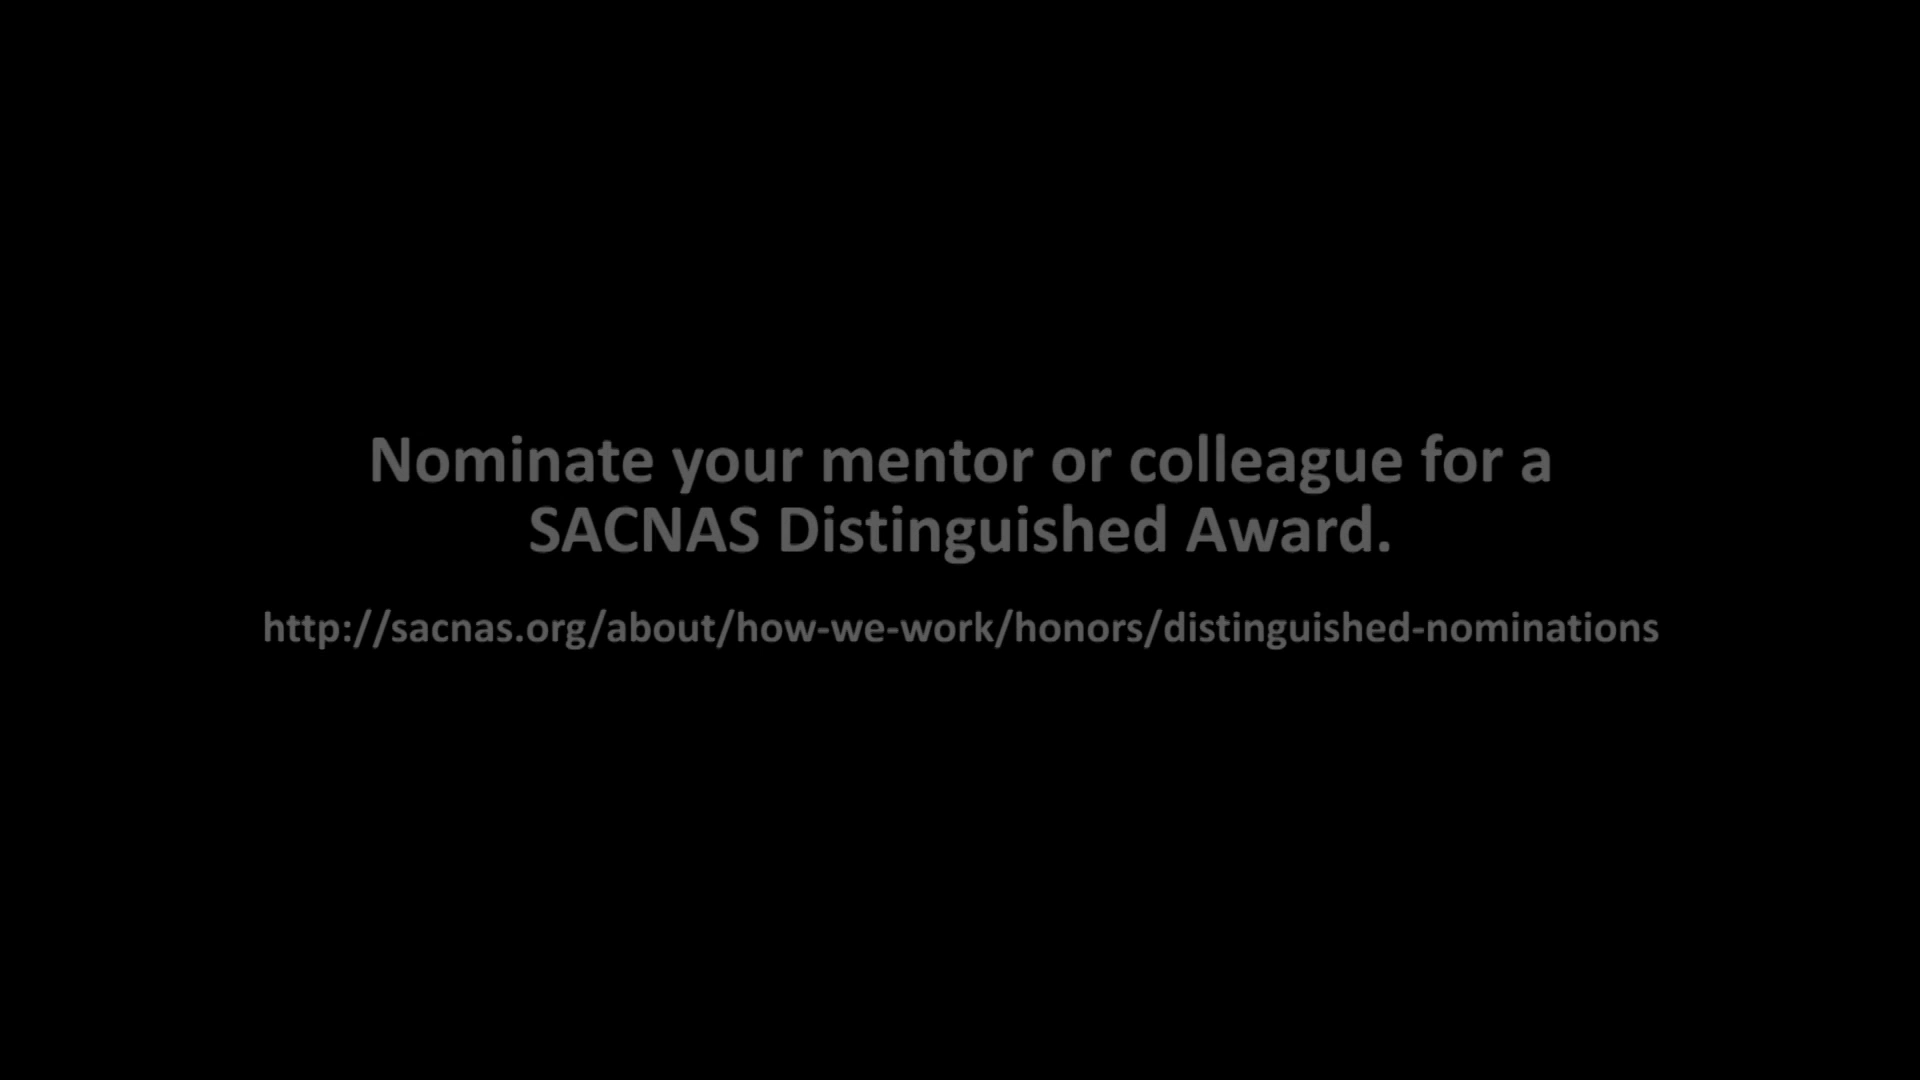 Nominate your mentor or colleague for a
SACNAS Distinguished Award.
http://sacnas.org/about/how-we-work/honors/distinguished-nominations